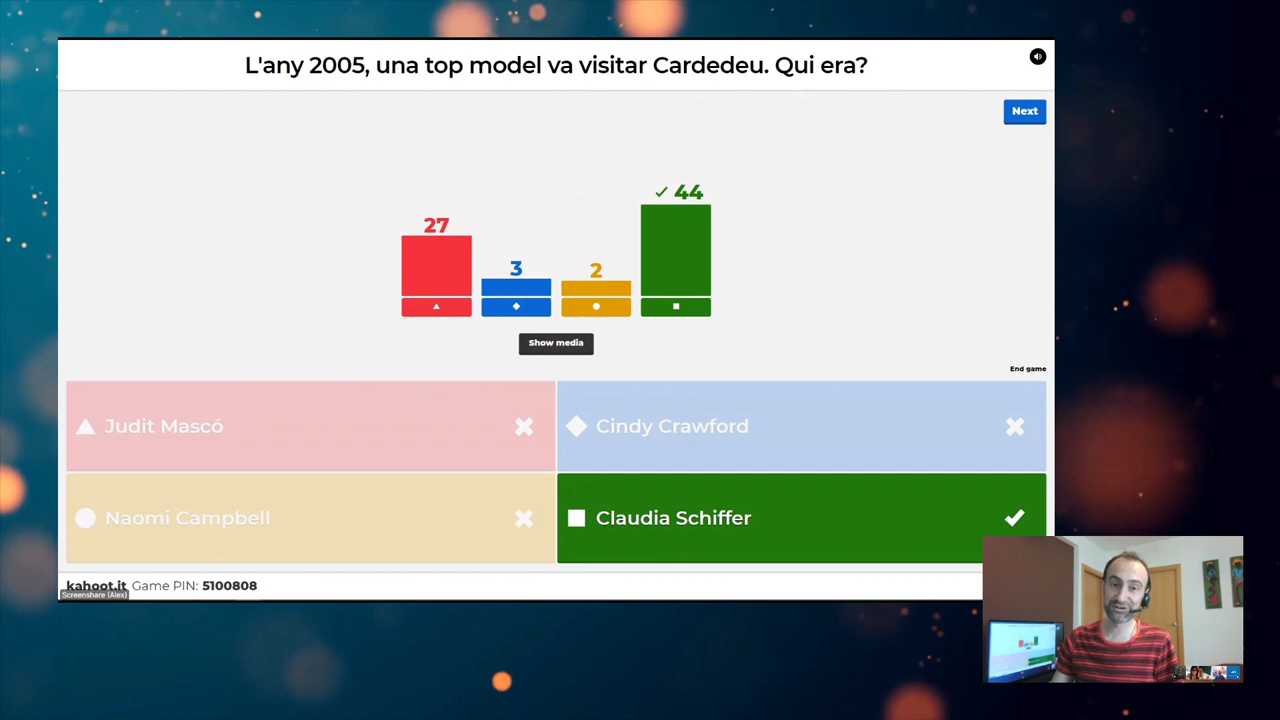 L'any 2005, una top model va visitar Cardedeu. Qui era?
Next
27
3
2
44
Show media
End game
Judit Mascó
Cindy Crawford
Naomi Campbell
Claudia Schiffer
kahoot.it Game PIN: 5100808
Screenshare (Alex)